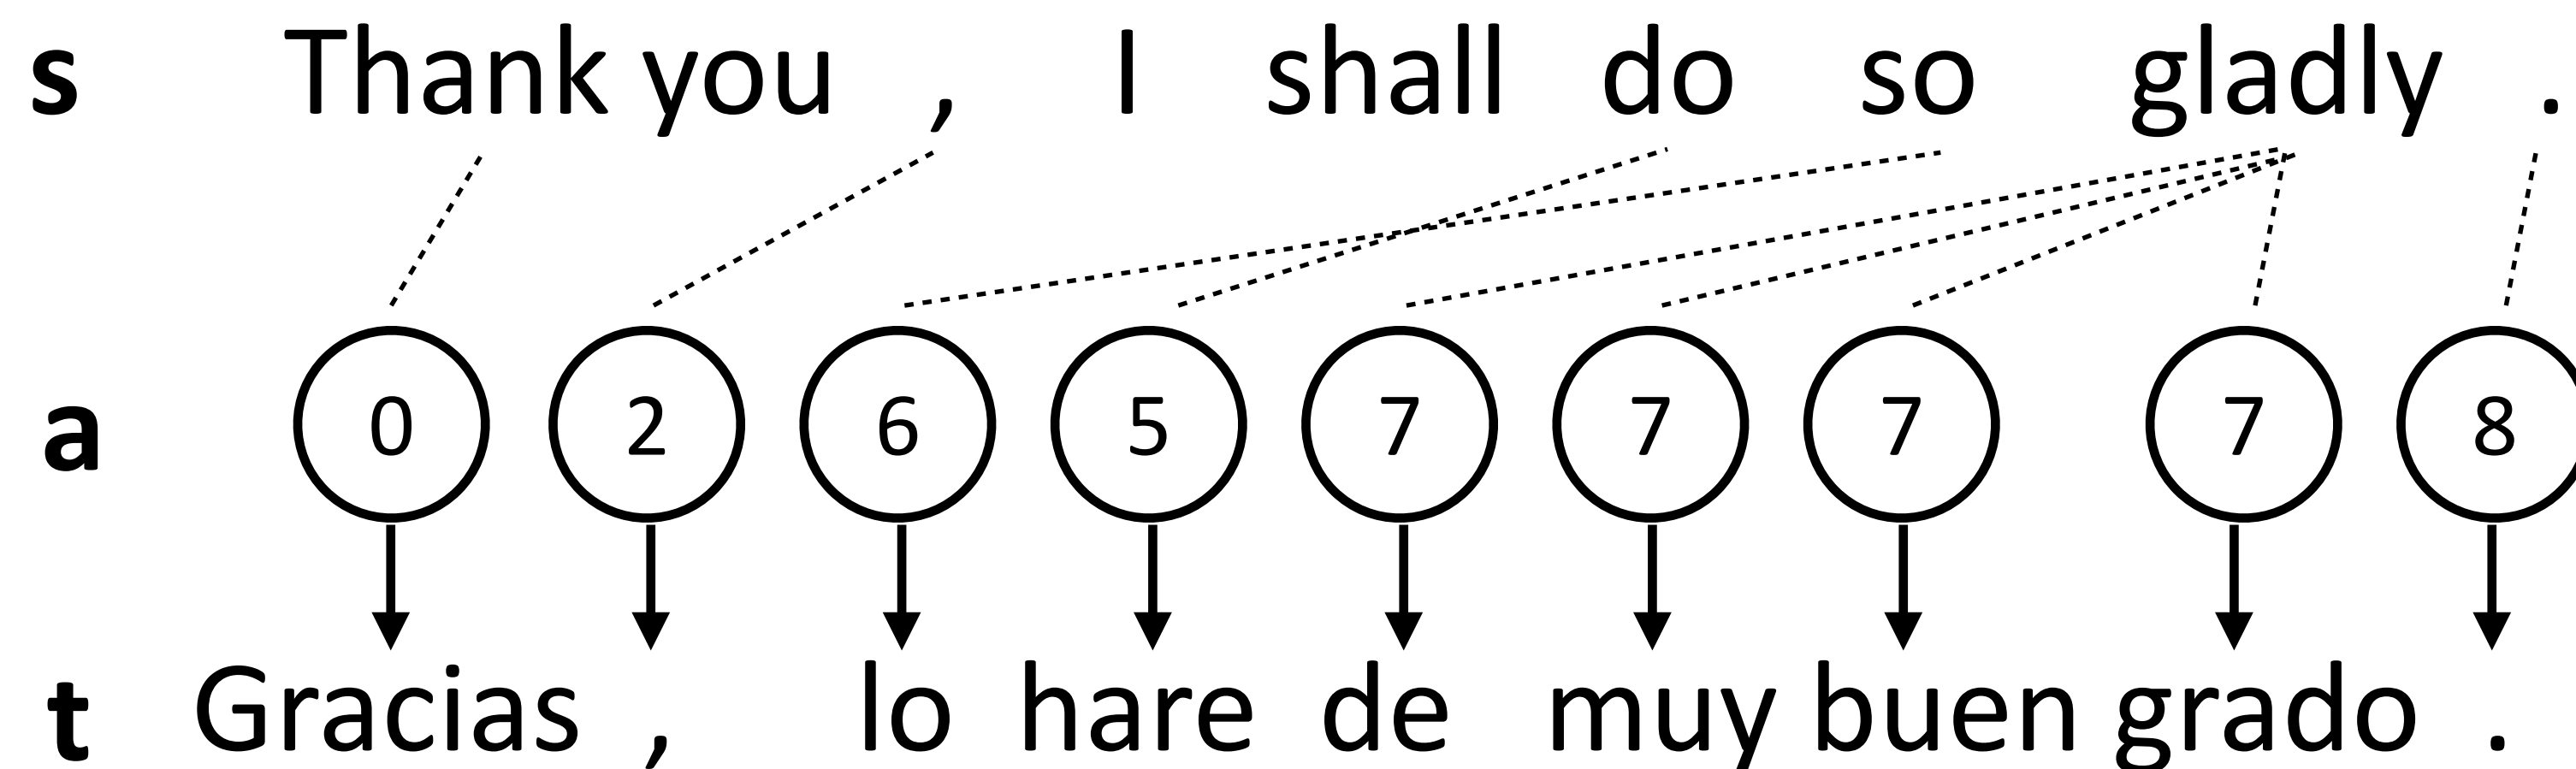 s Thank you , I shall do so gladly .
a 0 2 6 5 7 7 7 7 8
t Gracias , lo hare de muy buen grado .